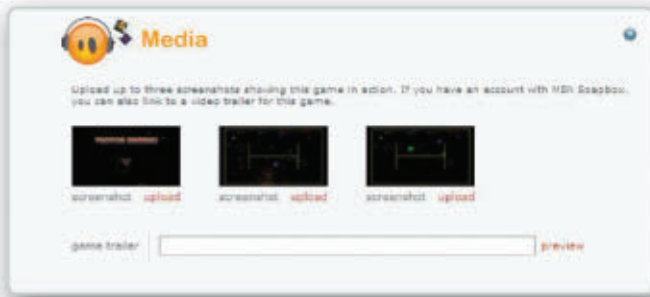 Media
Upload up to three screenshots showing this game in action. If you have an account with MSN Soapbox,
you can also link to a video trailer for this game.
screenshot upload screenshot upload screenshot upload
game trailer preview